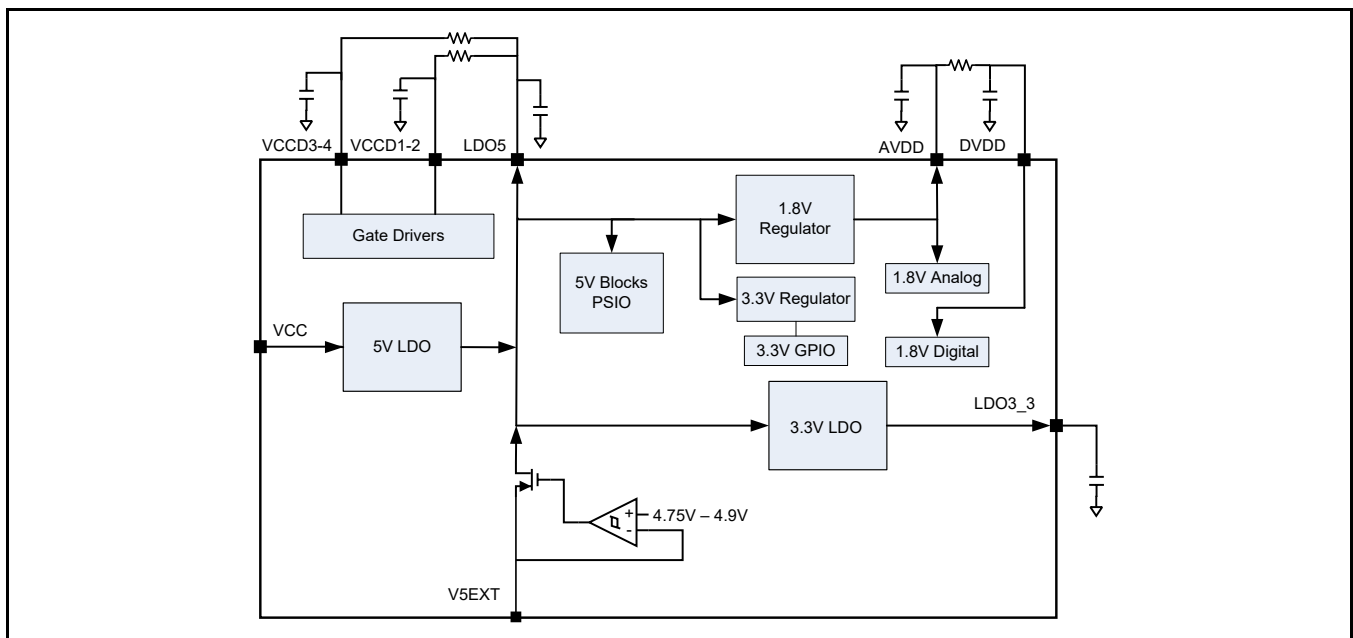 VCCD3-4
VCCD1-2
LDO5
AVDD
DVDD
Gate Drivers
1.8V
Regulator
5V Blocks
PSIO
1.8V Analog
3.3V Regulator
VCC
5V LDO
3.3V GPIO
1.8V Digital
LDO3_3
3.3V LDO
+
4.75V – 4.9V
-
V5EXT